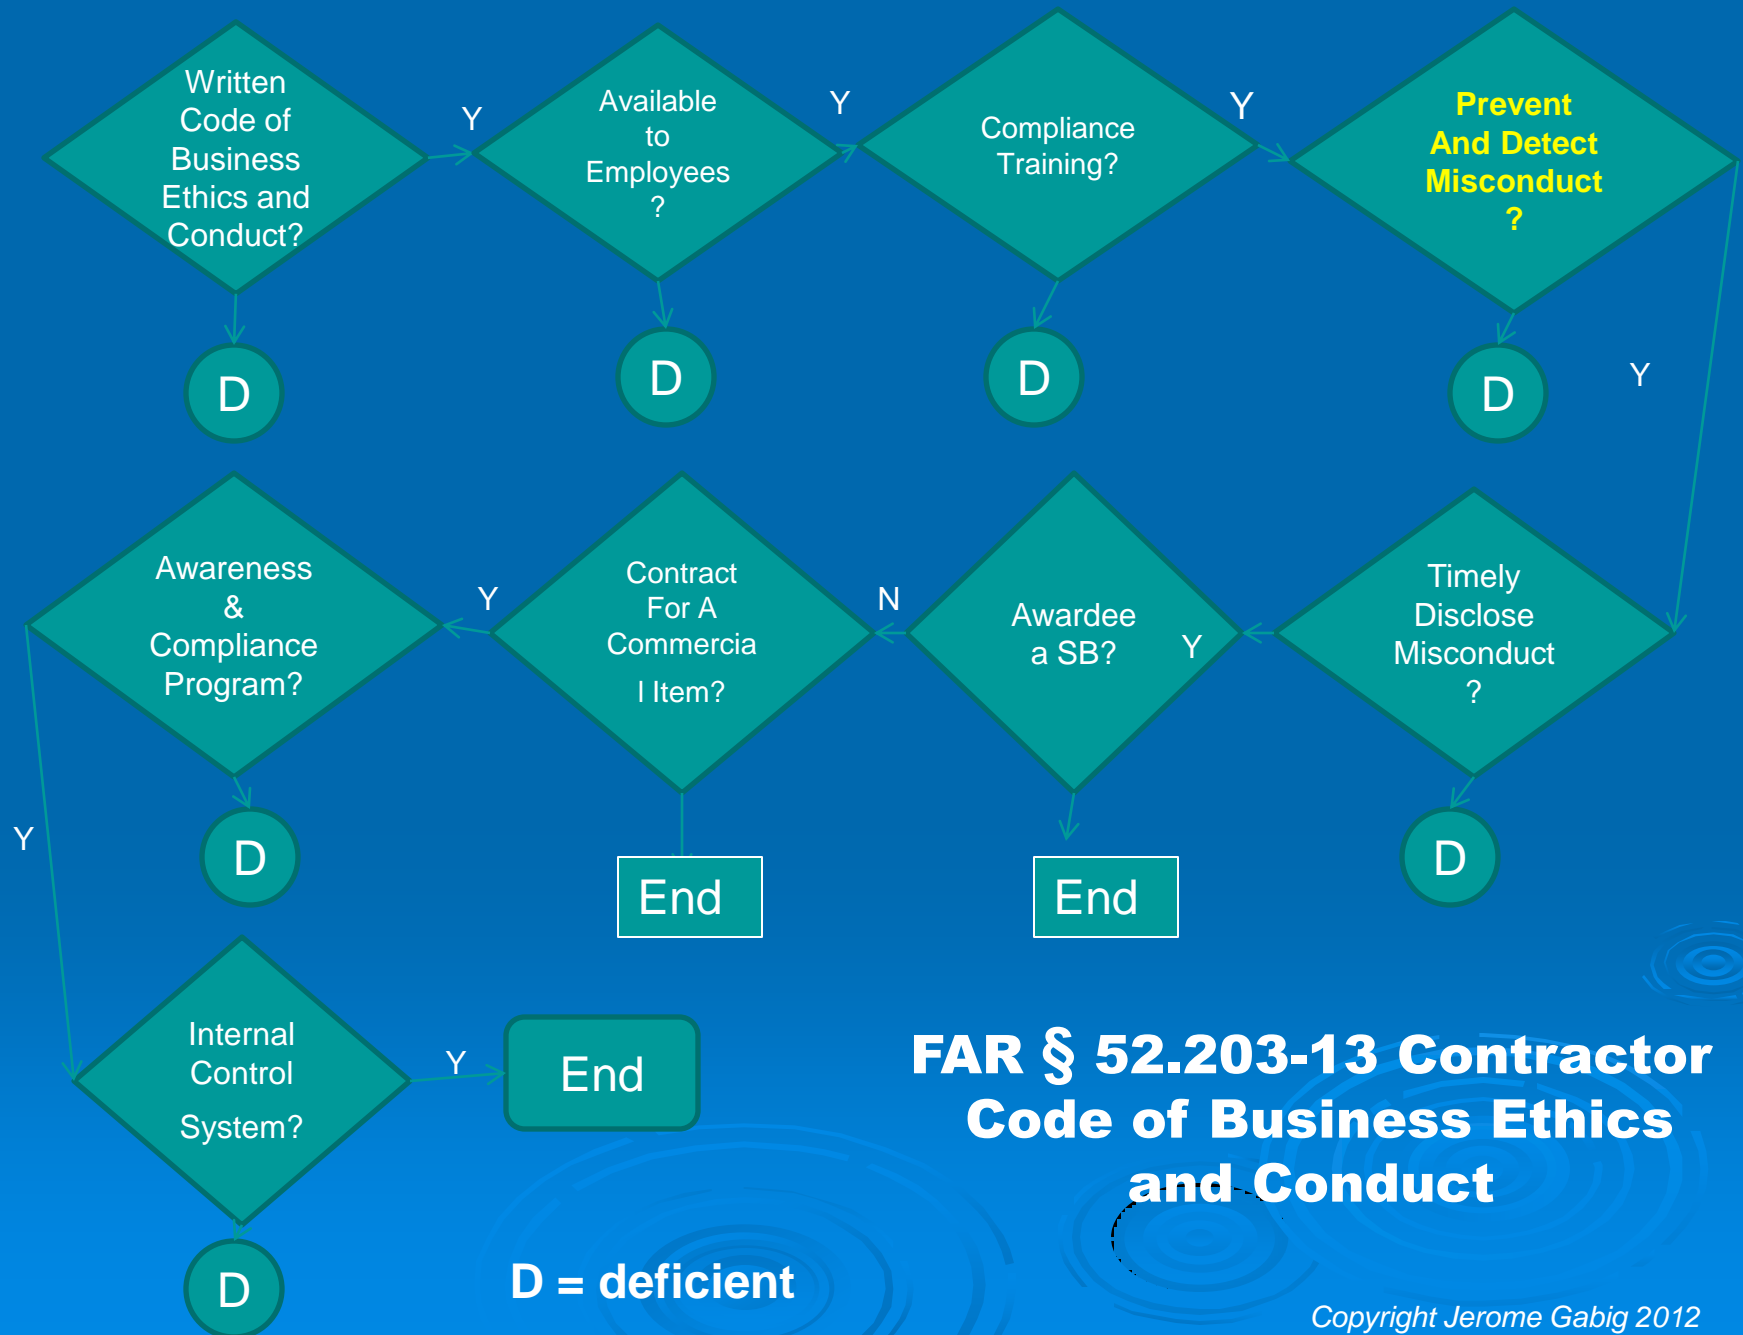 Written
Code of
Business
Ethics and
Conduct?
Y
Available
to
Employees
?
Y
Compliance
Training?
Y
Prevent
And Detect
Misconduct
?
D
D
D
D
Y
Awareness
&
Compliance
Program?
Y
Contract
For A
Commercia
l Item?
N
Awardee
a SB?
Y
Timely
Disclose
Misconduct
?
Y
D
End
End
D
Internal
Control
System?
Y
End
FAR § 52.203-13 Contractor
Code of Business Ethics
and Conduct
D
D = deficient
Copyright Jerome Gabig 2012